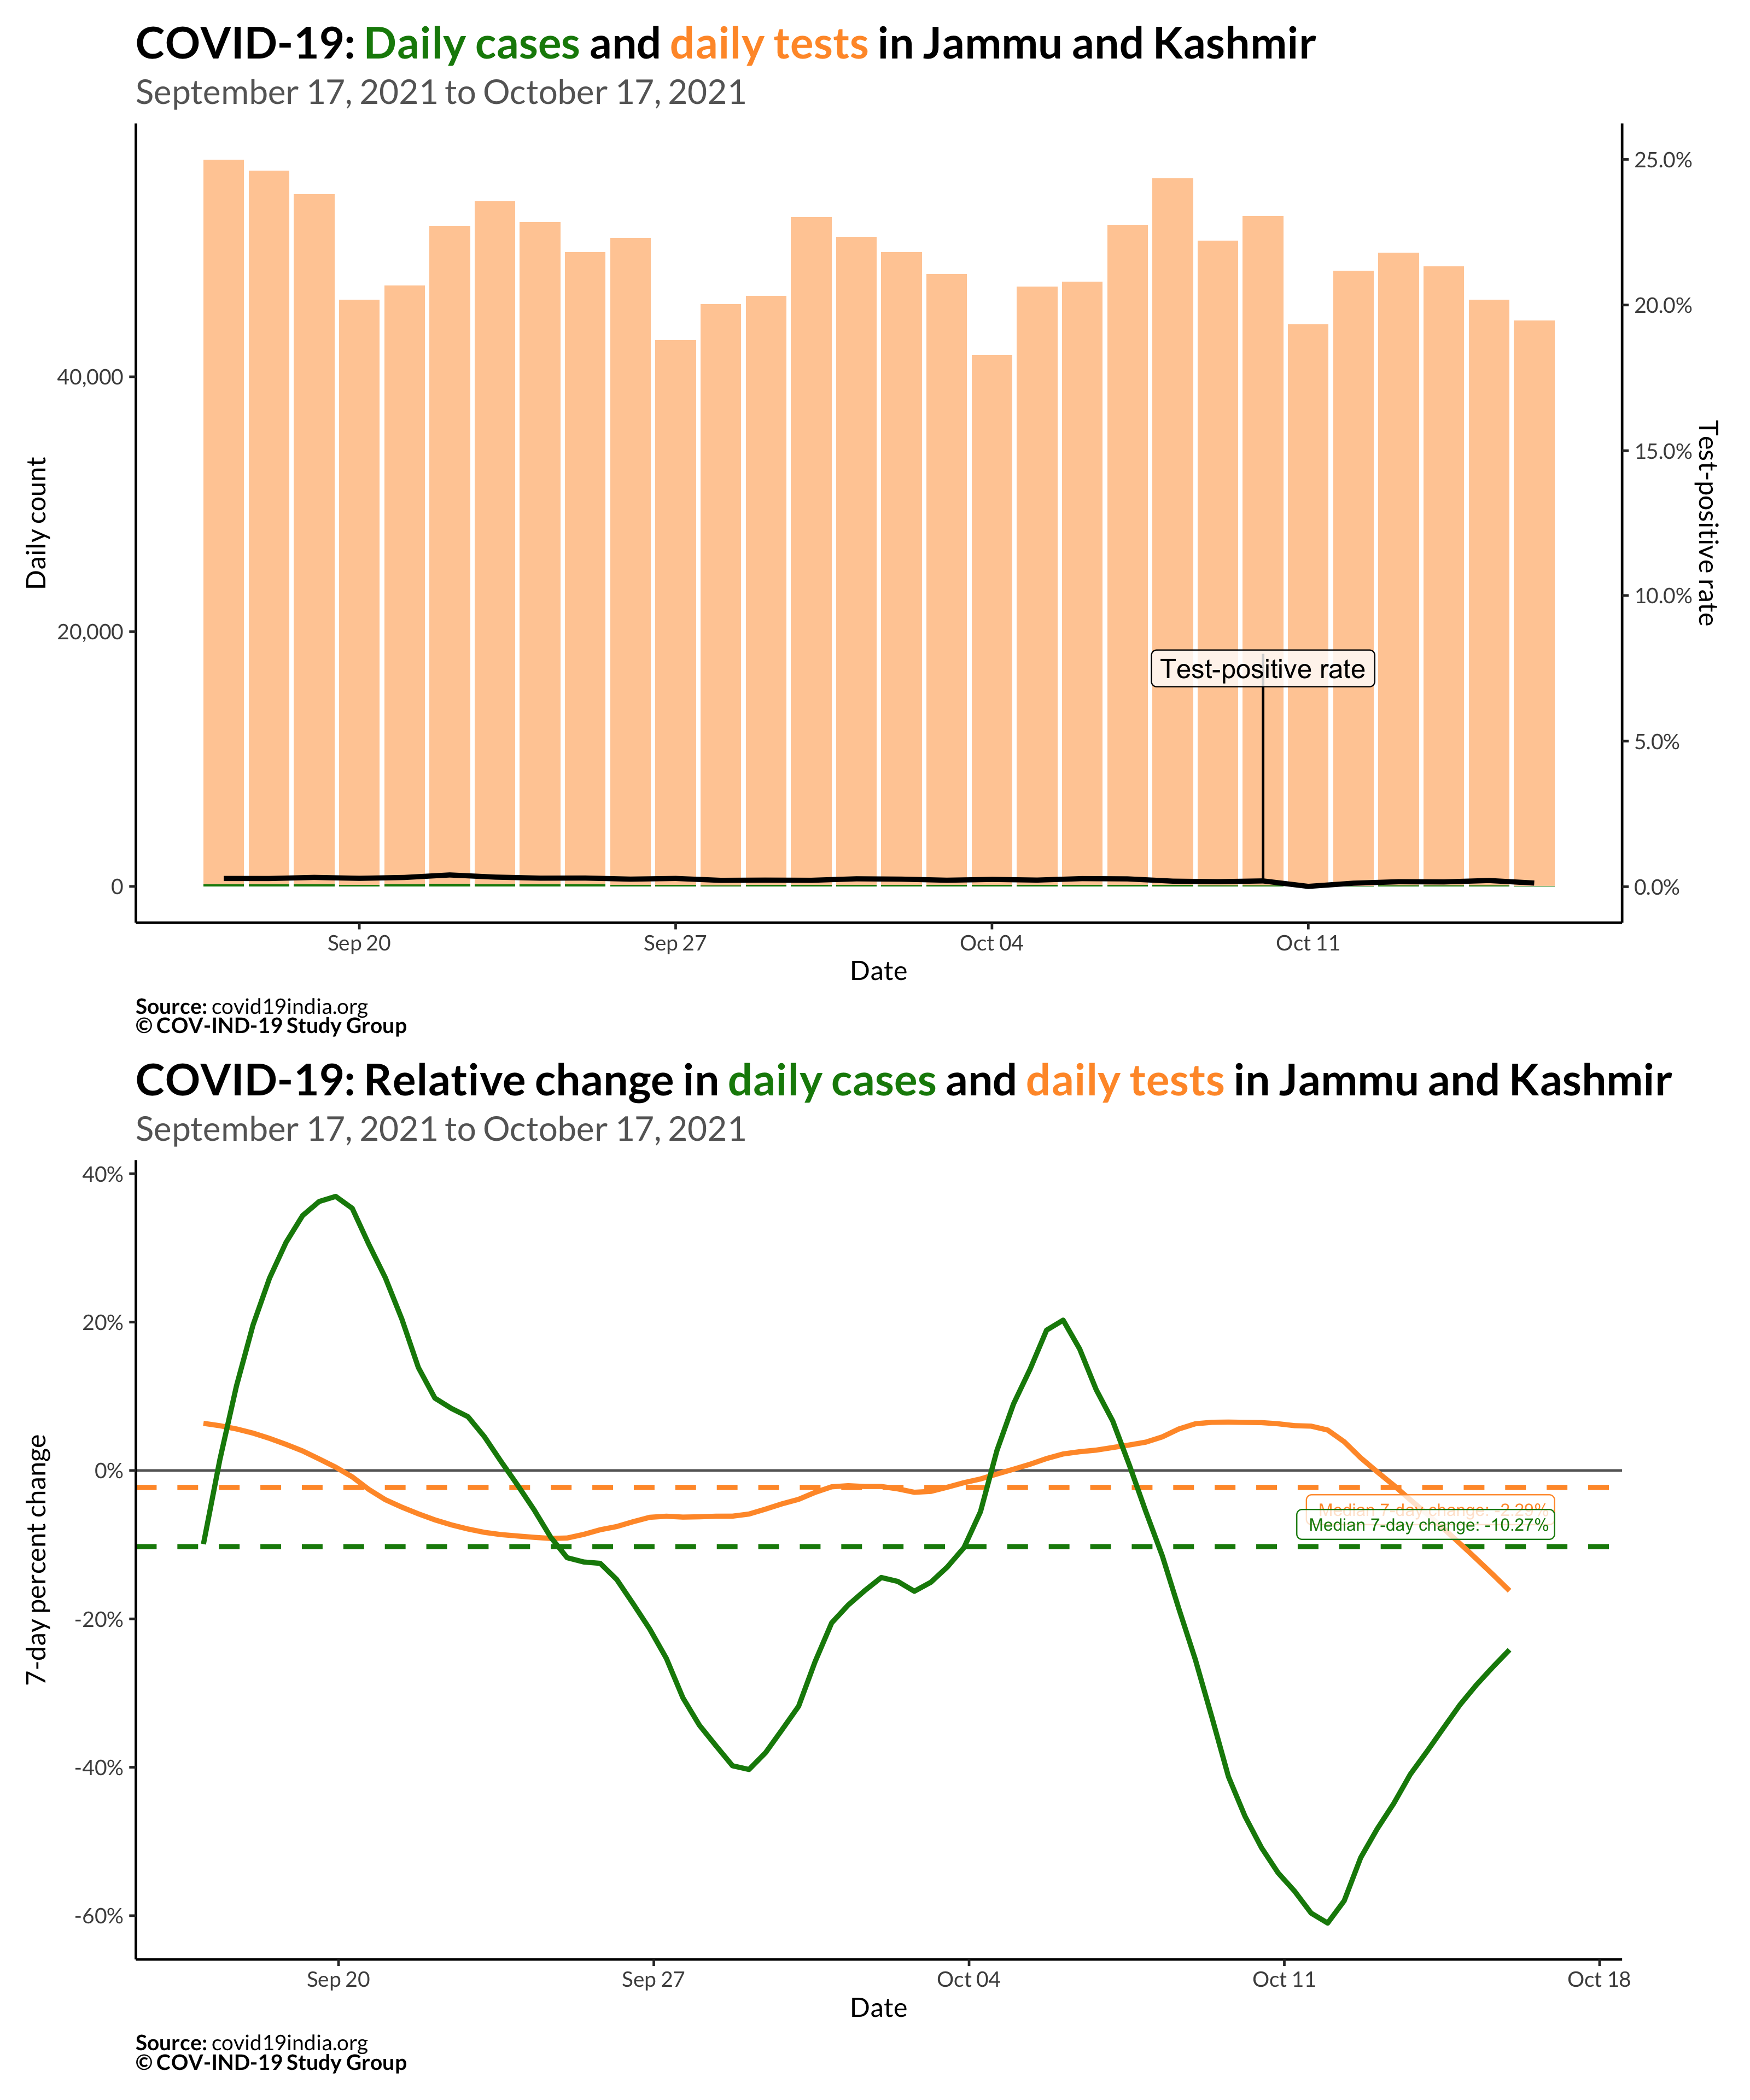 COVID-19: Daily cases and daily tests in Jammu and Kashmir
September 17, 2021 to October 17, 2021
25.0%
20.0%
40,000
15.0%
Daily count
Test-positive rate
10.0%
20,000
Test-positive rate
5.0%
0
0.0%
Sep 20
Sep 27
Oct 04
Oct 11
Date
Source: covid19india.org
© COV-IND-19 Study Group
COVID-19: Relative change in daily cases and daily tests in Jammu and Kashmir
September 17, 2021 to October 17, 2021
40%
20%
7-day percent change
0%
Median 7-day change: -2.29%
Median 7-day change: -10.27%
-20%
-40%
-60%
Sep 20
Sep 27
Oct 04
Oct 11
Oct 18
Date
Source: covid19india.org
© COV-IND-19 Study Group